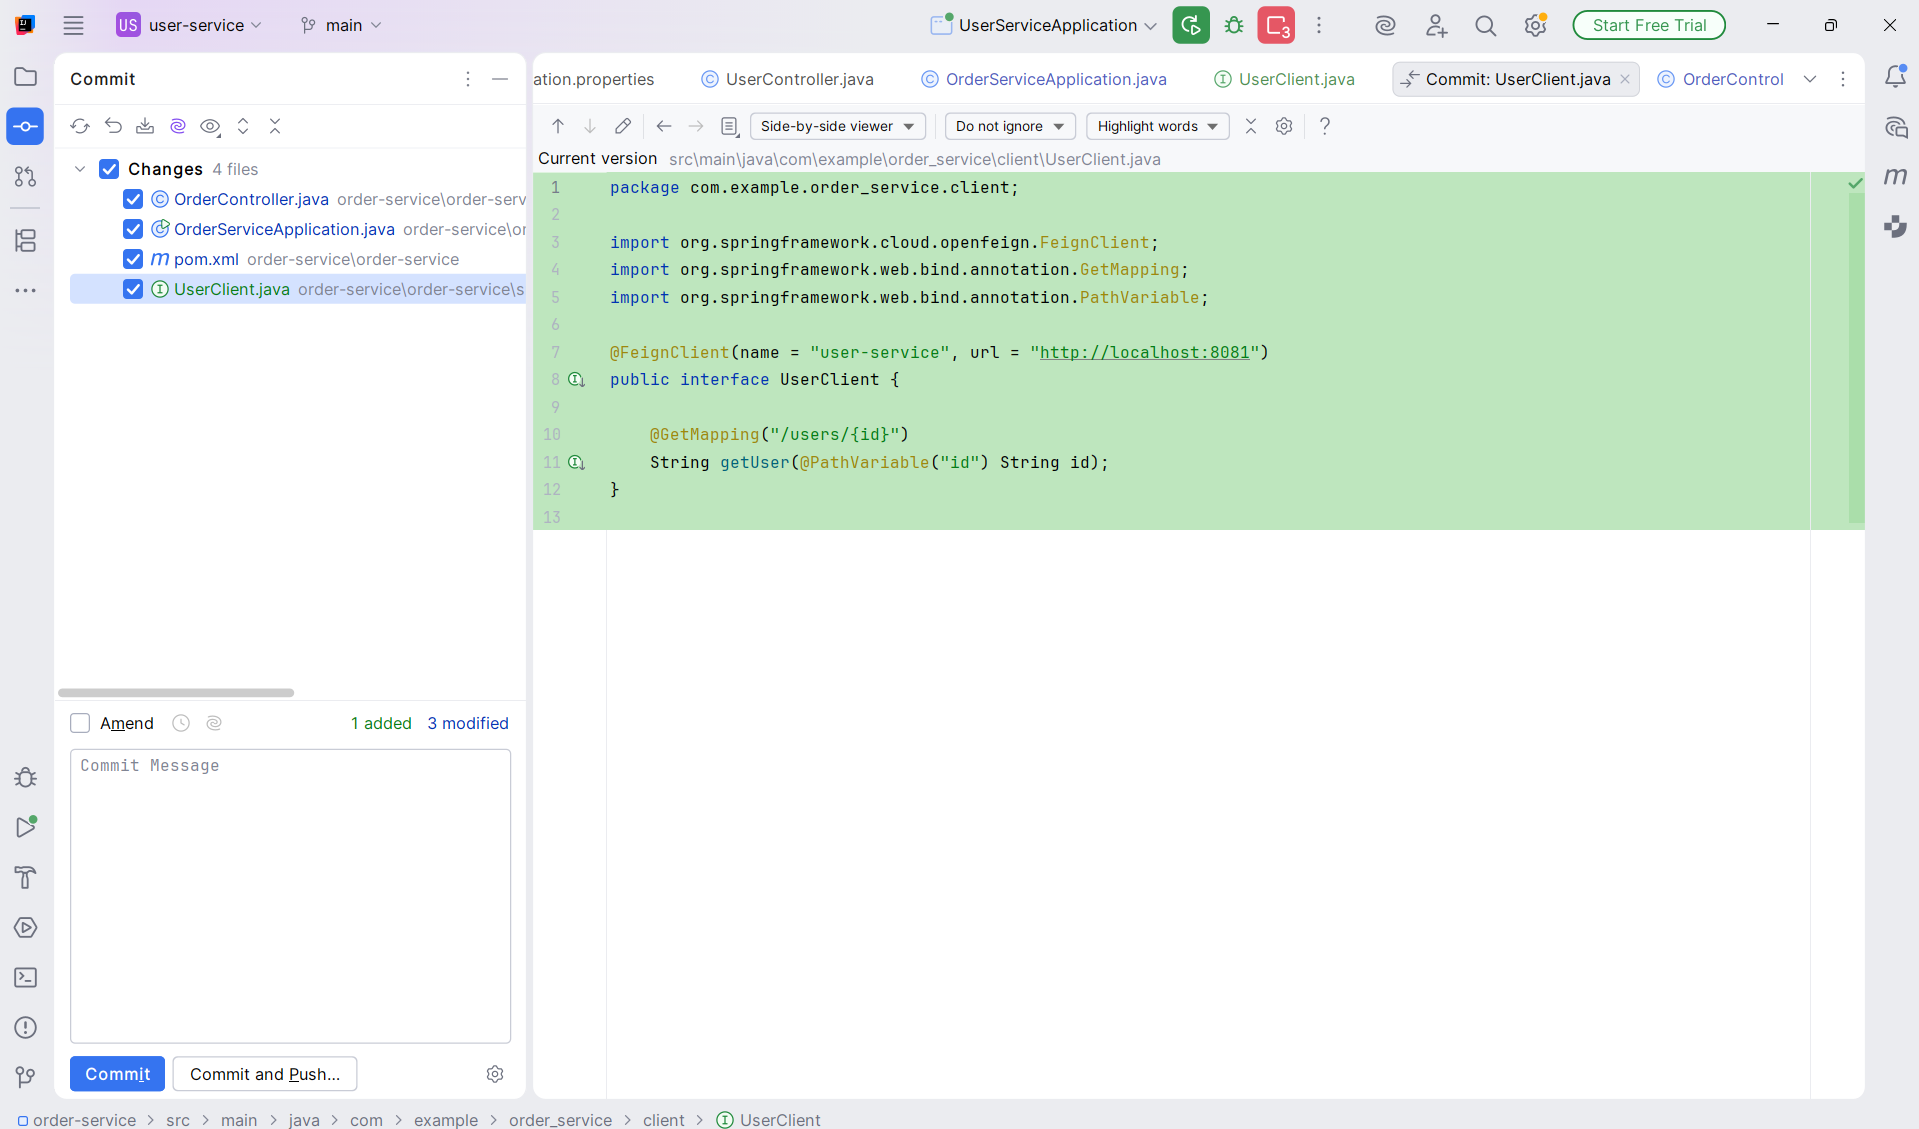 US user-service main UserServiceApplication 3 Start Free Trial
Commit
ation.properties UserController.java OrderServiceApplication.java UserClient.java Commit: UserClient.java OrderControl
Side-by-side viewer Do not ignore Highlight words ?
Current version src\main\java\com\example\order_service\client\UserClient.java
Changes 4 files
OrderController.java order-service\order-serv
OrderServiceApplication.java order-service\or
m pom.xml order-service\order-service
UserClient.java order-service\order-service\s
1 package com.example.order_service.client;
2
3 import org.springframework.cloud.openfeign.FeignClient;
4 import org.springframework.web.bind.annotation.GetMapping;
5 import org.springframework.web.bind.annotation.PathVariable;
6
7 @FeignClient(name = "user-service", url = "http://localhost:8081")
8 public interface UserClient {
9
10 @GetMapping("/users/{id}")
11 String getUser(@PathVariable("id") String id);
12 }
13
m
Amend 1 added 3 modified
Commit Message
Commit Commit and Push...
order-service > src > main > java > com > example > order_service > client > UserClient